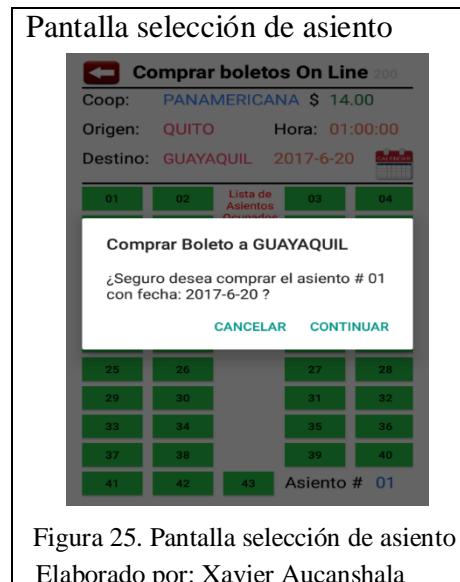 Pantalla selección de asiento
Comprar boletos On Line 200
Coop: PANAMERICANA $ 14.00
Origen: QUITO Hora: 01:00:00
Destino: GUAYAQUIL 2017-6-20 CALENDAR
01 02 Lista de 03 04
Asientos
Ocupados
Comprar Boleto a GUAYAQUIL
¿Seguro desea comprar el asiento # 01
con fecha: 2017-6-20 ?
CANCELAR CONTINUAR
25 26 27 28
29 30 31 32
33 34 35 36
37 38 39 40
41 42 43 Asiento # 01
Figura 25. Pantalla selección de asiento
Elaborado por: Xavier Aucanshala